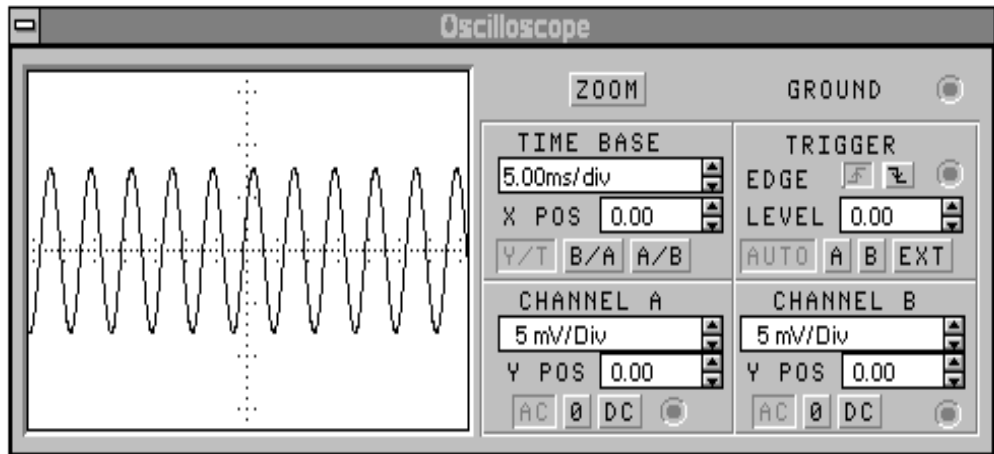 Oscilloscope
ZOOM GROUND
TIME BASE
5.00ms/div
X POS 0.00
Y/T B/A A/B
TRIGGER
EDGE
LEVEL 0.00
AUTO A B EXT
CHANNEL A
5 mV/Div
Y POS 0.00
AC 0 DC
CHANNEL B
5 mV/Div
Y POS 0.00
AC 0 DC